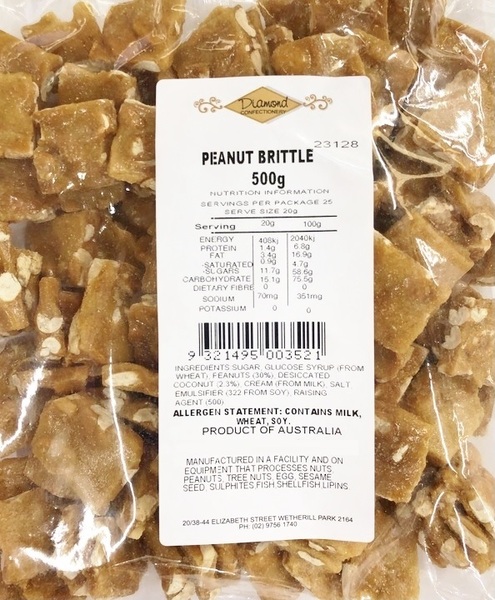 Diamond
CONFECTIONERY
23128
PEANUT BRITTLE
500g
NUTRITION INFORMATION
SERVINGS PER PACKAGE 25
SERVE SIZE 20g
Serving 20g 100g
ENERGY 408kj 2040kj
PROTEIN 1.4g 6.8g
FAT 3.4g 16.9g
-SATURATED 0.9g 4.7g
-SUGARS 11.7g 58.6g
CARBOHYDRATE 15.1g 75.5g
DIETARY FIBRE 0 0
SODIUM 70mg 351mg
POTASSIUM 0 0
9 321495 003521
INGREDIENTS:SUGAR, GLUCOSE SYRUP (FROM
WHEAT), PEANUTS (30%), DESICCATED
COCONUT (2.3%), CREAM (FROM MILK), SALT
EMULSIFIER (322 FROM SOY), RAISING
AGENT (500)
ALLERGEN STATEMENT: CONTAINS MILK,
WHEAT, SOY.
PRODUCT OF AUSTRALIA
MANUFACTURED IN A FACILITY AND ON
EQUIPMENT THAT PROCESSES NUTS
PEANUTS, TREE NUTS, EGG, SESAME
SEED, SULPHITES FISH SHELLFISH LIPINS
20/38-44 ELIZABETH STREET WETHERILL PARK 2164
PH: (02) 9756 1740